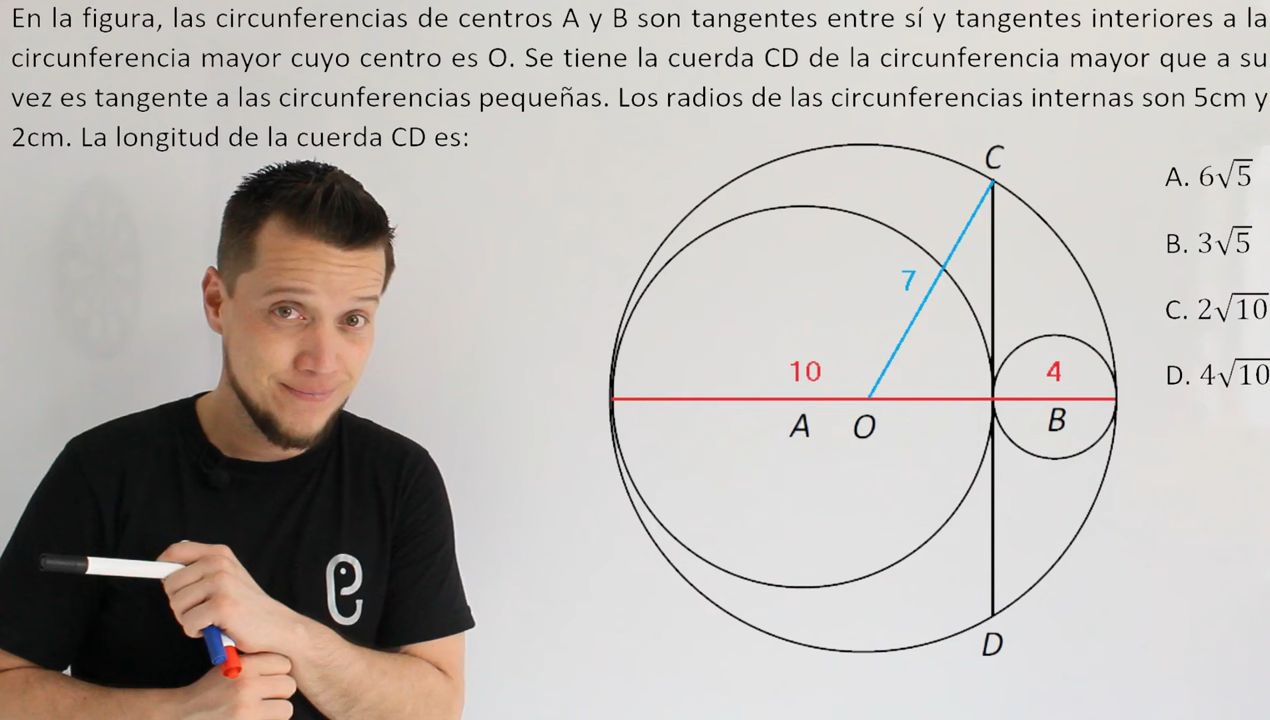 En la figura, las circunferencias de centros A y B son tangentes entre sí y tangentes interiores a la
circunferencia mayor cuyo centro es O. Se tiene la cuerda CD de la circunferencia mayor que a su
vez es tangente a las circunferencias pequeñas. Los radios de las circunferencias internas son 5cm y
2cm. La longitud de la cuerda CD es:
C
A. 6√5
B. 3√5
7
C. 2√10
10
4
D. 4√10
A O B
D